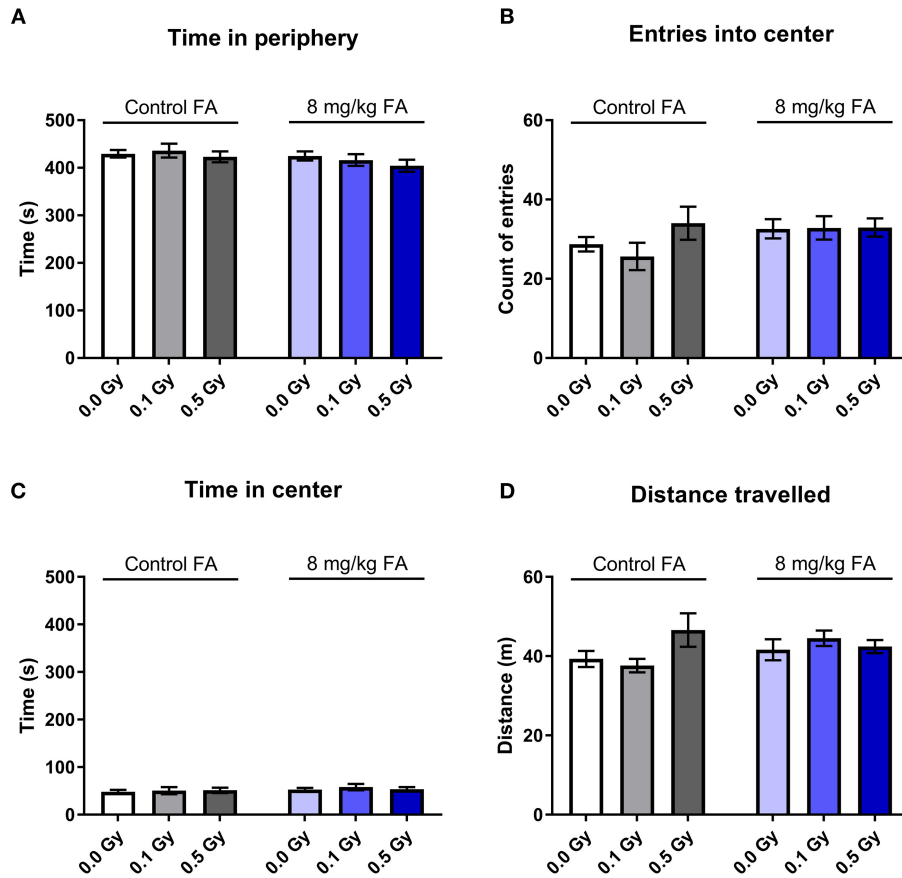 A
Time in periphery
Control FA
8 mg/kg FA
500
400
300
200
100
0
Time (s)
0.0 Gy
0.1 Gy
0.5 Gy
0.0 Gy
0.1 Gy
0.5 Gy
B
Entries into center
Control FA
8 mg/kg FA
60
40
20
0
Count of entries
0.0 Gy
0.1 Gy
0.5 Gy
0.0 Gy
0.1 Gy
0.5 Gy
C
Time in center
Control FA
8 mg/kg FA
500
400
300
200
100
0
Time (s)
0.0 Gy
0.1 Gy
0.5 Gy
0.0 Gy
0.1 Gy
0.5 Gy
D
Distance travelled
Control FA
8 mg/kg FA
60
40
20
0
Distance (m)
0.0 Gy
0.1 Gy
0.5 Gy
0.0 Gy
0.1 Gy
0.5 Gy